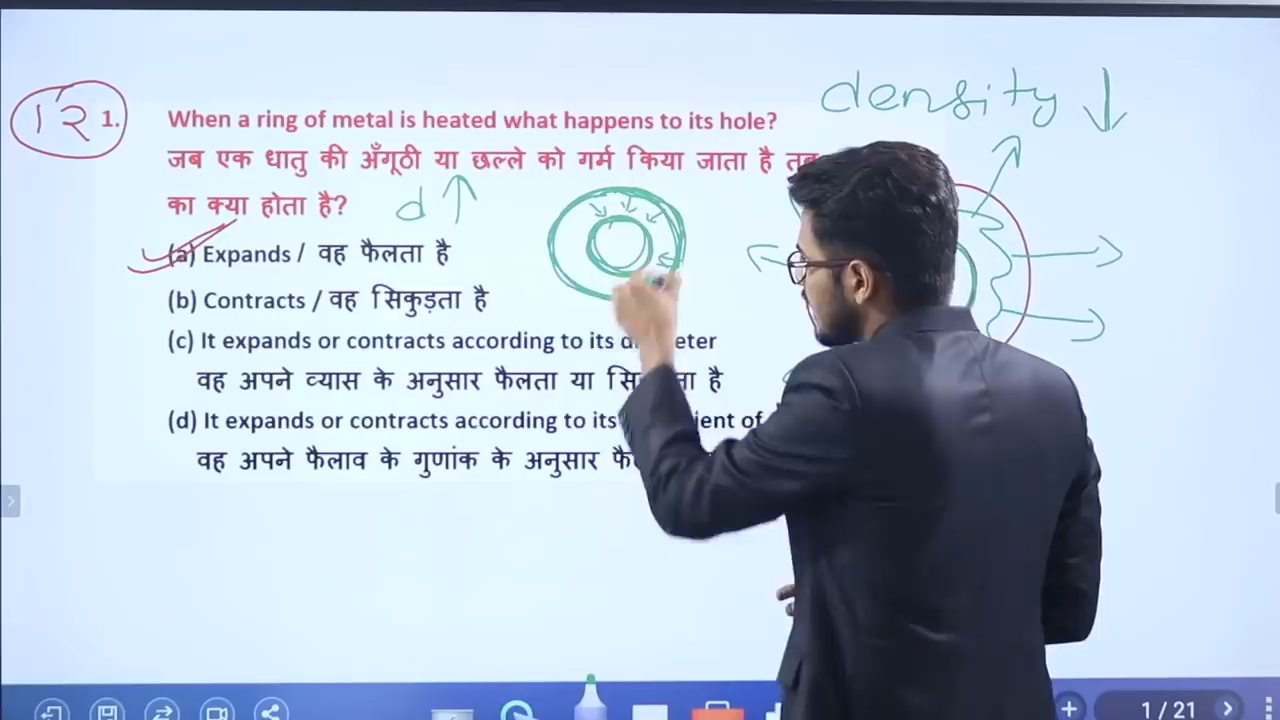 density ↓
12 1. When a ring of metal is heated what happens to its hole?
जब एक धातु की अँगूठी या छल्ले को गर्म किया जाता है तब
का क्या होता है? d ↑
(a) Expands / वह फैलता है
(b) Contracts / वह सिकुड़ता है
(c) It expands or contracts according to its
वह अपने व्यास के अनुसार फैलता या है
(d) It expands or contracts according to its of
वह अपने फैलाव के गुणांक के अनुसार
1 / 21